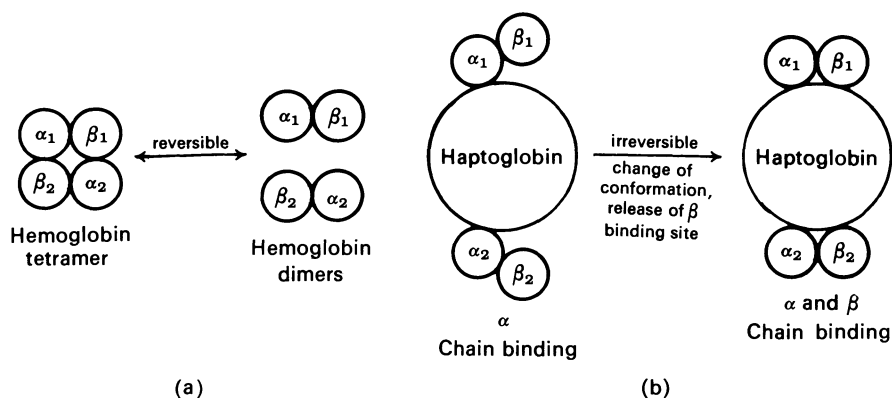 α₁ β₁
β₂ α₂
Hemoglobin
tetramer
reversible
α₁ β₁
β₂ α₂
Hemoglobin
dimers
(a)
α₁ β₁
Haptoglobin
α₂
β₂
α
Chain binding
irreversible
change of
conformation,
release of β
binding site
α₁ β₁
Haptoglobin
α₂ β₂
α and β
Chain binding
(b)